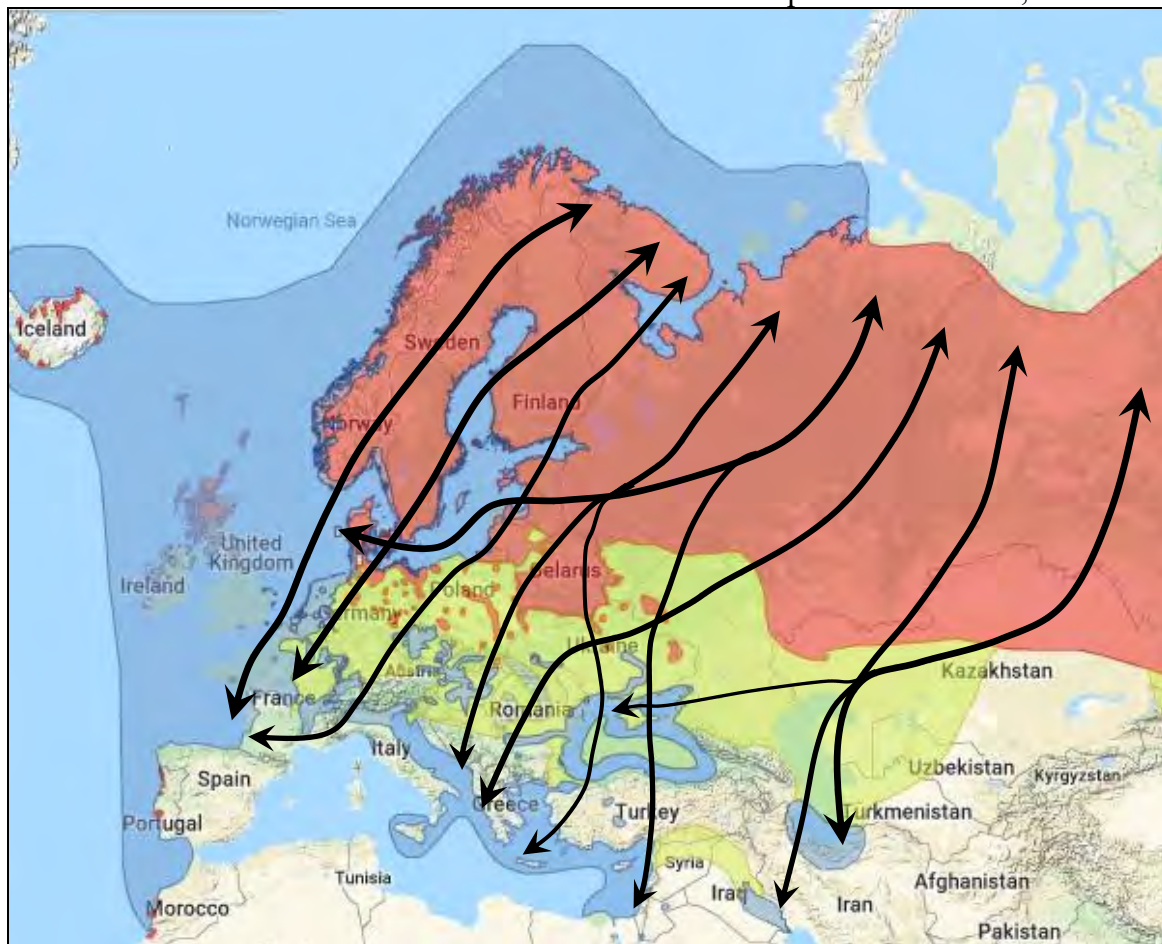 Norwegian Sea
Iceland
Sweden
Finland
Norway
United
Kingdom
Ireland
Belarus
Poland
Germany
Ukraine
Austria
Kazakhstan
France
Romania
Italy
Uzbekistan
Kyrgyzstan
Spain
Greece
Turkey
Turkmenistan
Portugal
Syria
Tunisia
Afghanistan
Iraq
Iran
Morocco
Pakistan